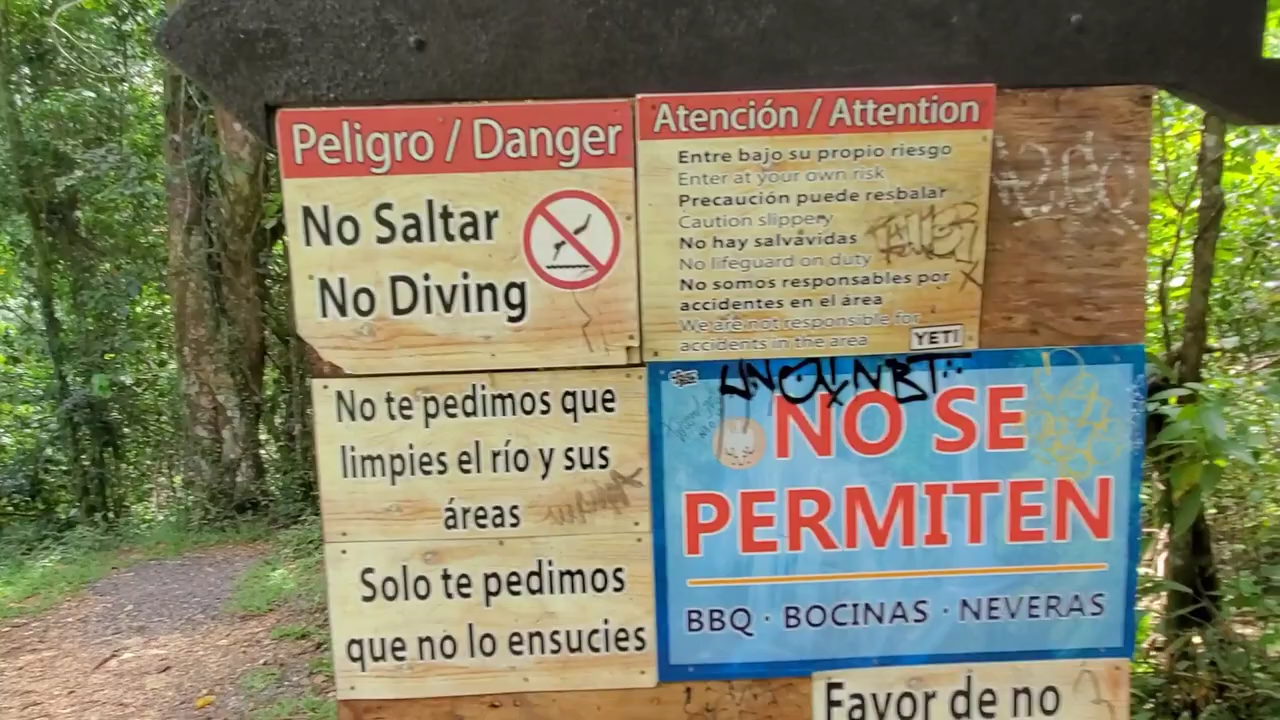 Peligro / Danger
No Saltar
No Diving
Atención / Attention
Entre bajo su propio riesgo
Enter at your own risk
Precaución puede resbalar
Caution slippery
No hay salvavidas
No lifeguard on duty
No somos responsables por
accidentes en el área
We are not responsible for
accidents in the area
YETI
No te pedimos que
limpies el río y sus
áreas
Solo te pedimos
que no lo ensucies
NO SE
PERMITEN
BBQ · BOCINAS · NEVERAS
Favor de no